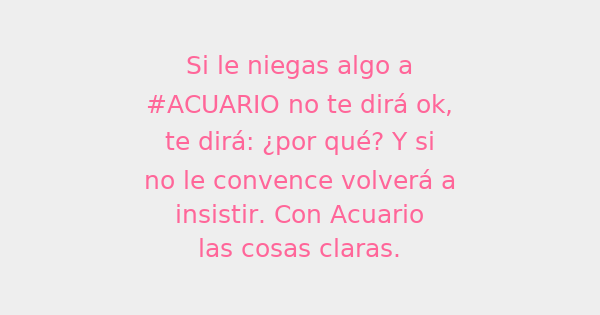 Si le niegas algo a
#ACUARIO no te dirá ok,
te dirá: ¿por qué? Y si
no le convence volverá a
insistir. Con Acuario
las cosas claras.